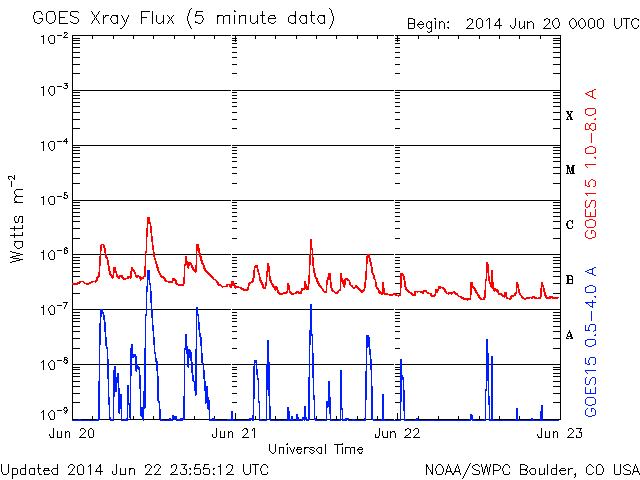 GOES Xray Flux (5 minute data)
Begin: 2014 Jun 20 0000 UTC
10⁻²
10⁻³
10⁻⁴
10⁻⁵
10⁻⁶
10⁻⁷
10⁻⁸
10⁻⁹
Watts m⁻²
X
M
C
B
A
GOES15 1.0-8.0 A
GOES15 0.5-4.0 A
Jun 20 Jun 21 Jun 22 Jun 23
Universal Time
Updated 2014 Jun 22 23:55:12 UTC
NOAA/SWPC Boulder, CO USA